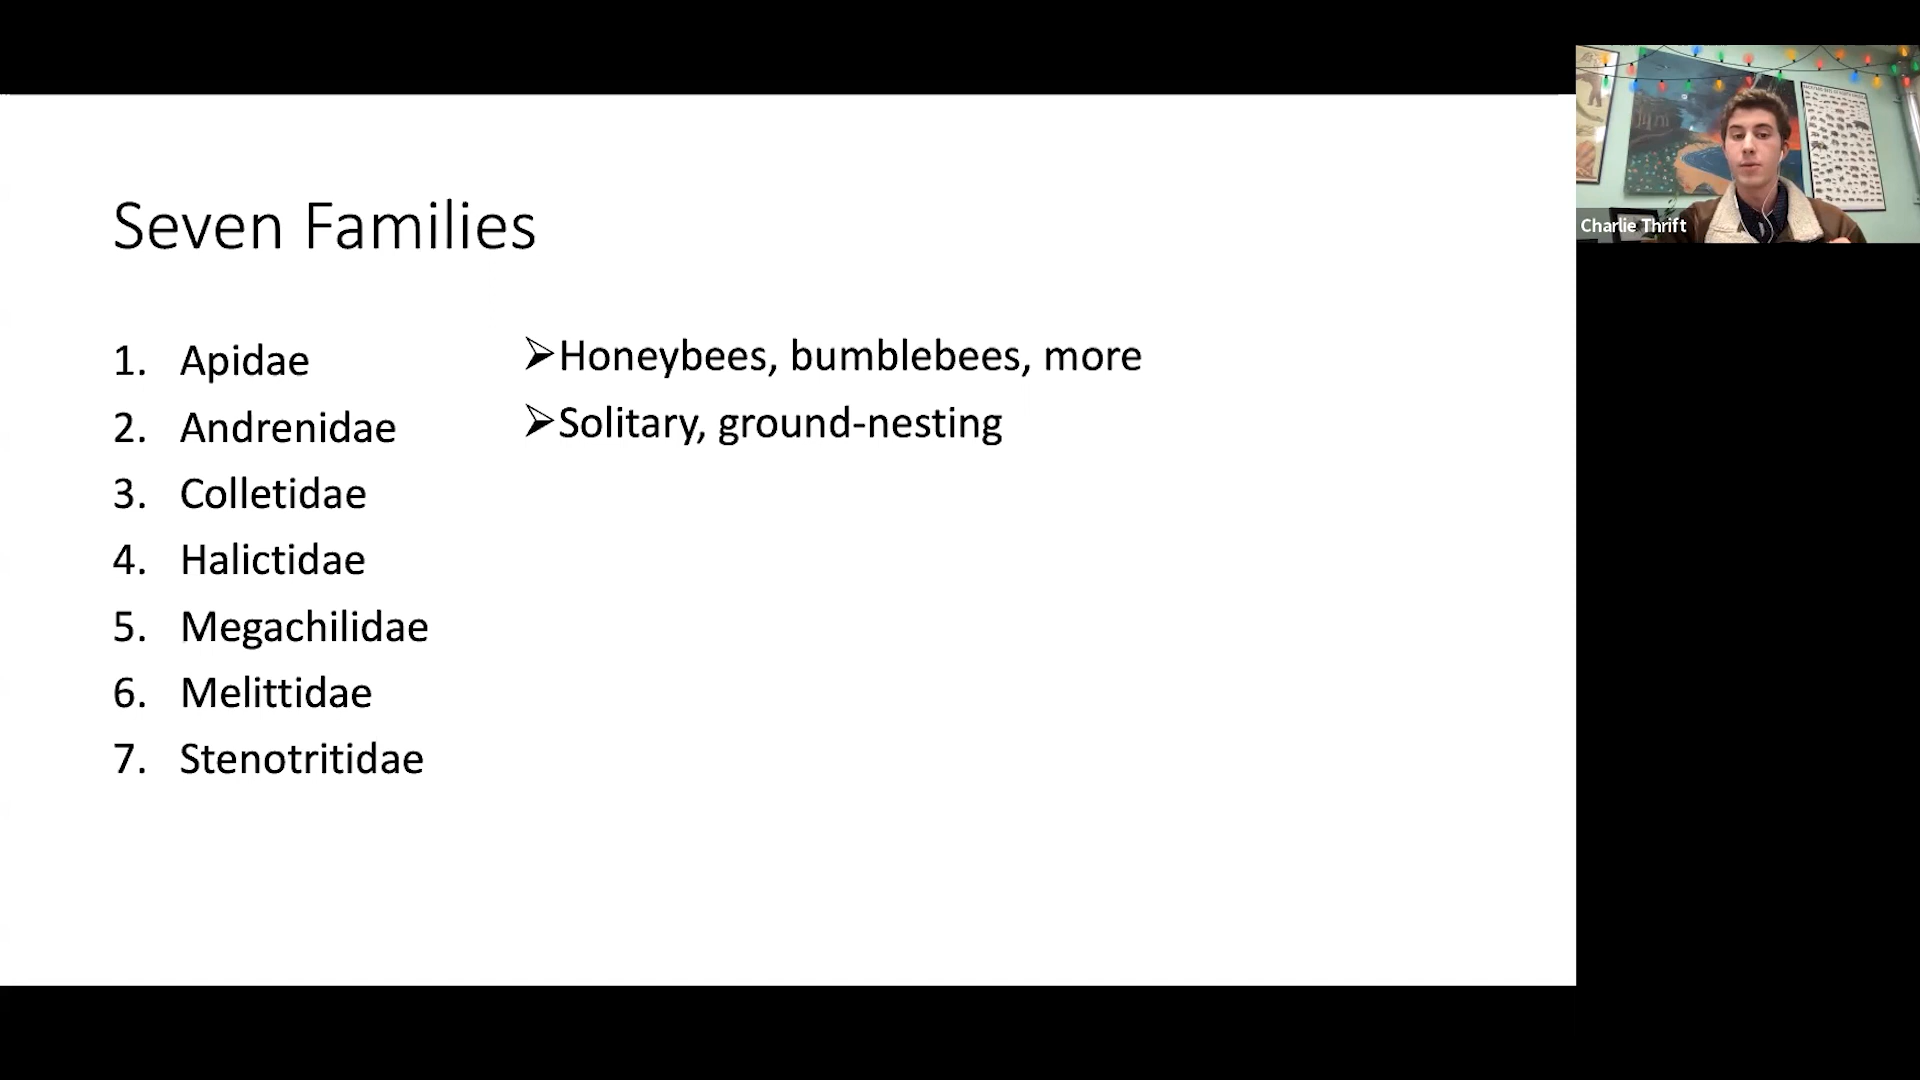 Seven Families
1. Apidae
➢Honeybees, bumblebees, more
2. Andrenidae
➢Solitary, ground-nesting
3. Colletidae
4. Halictidae
5. Megachilidae
6. Melittidae
7. Stenotritidae
Charlie Thrift